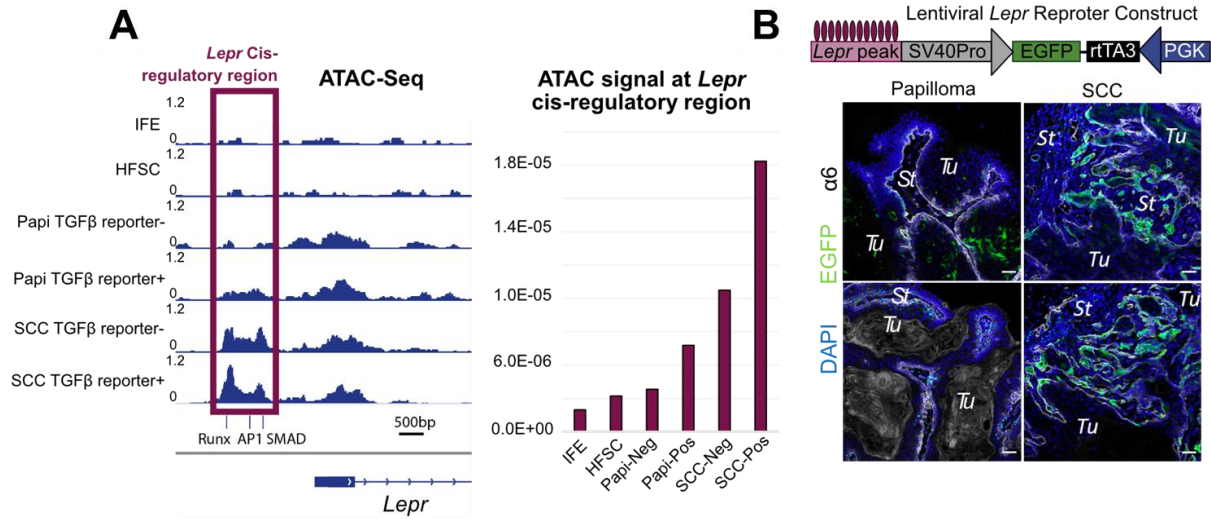 A
Lepr Cis-
regulatory region
ATAC-Seq
1.2
IFE
0
1.2
HFSC
0
1.2
Papi TGFβ reporter-
0
1.2
Papi TGFβ reporter+
0
1.2
SCC TGFβ reporter-
0
1.2
SCC TGFβ reporter+
0
Runx AP1 SMAD
500bp
Lepr
ATAC signal at Lepr
cis-regulatory region
1.8E-05
1.4E-05
1.0E-05
6.0E-06
0.0E+00
IFE
HFSC
Papi-Neg
Papi-Pos
SCC-Neg
SCC-Pos
B
Lentiviral Lepr Reproter Construct
Lepr peak SV40Pro EGFP rtTA3 PGK
Papilloma SCC
α6
EGFP
DAPI
St Tu
Tu
St Tu
St
Tu
St
Tu
Tu
St Tu
Tu